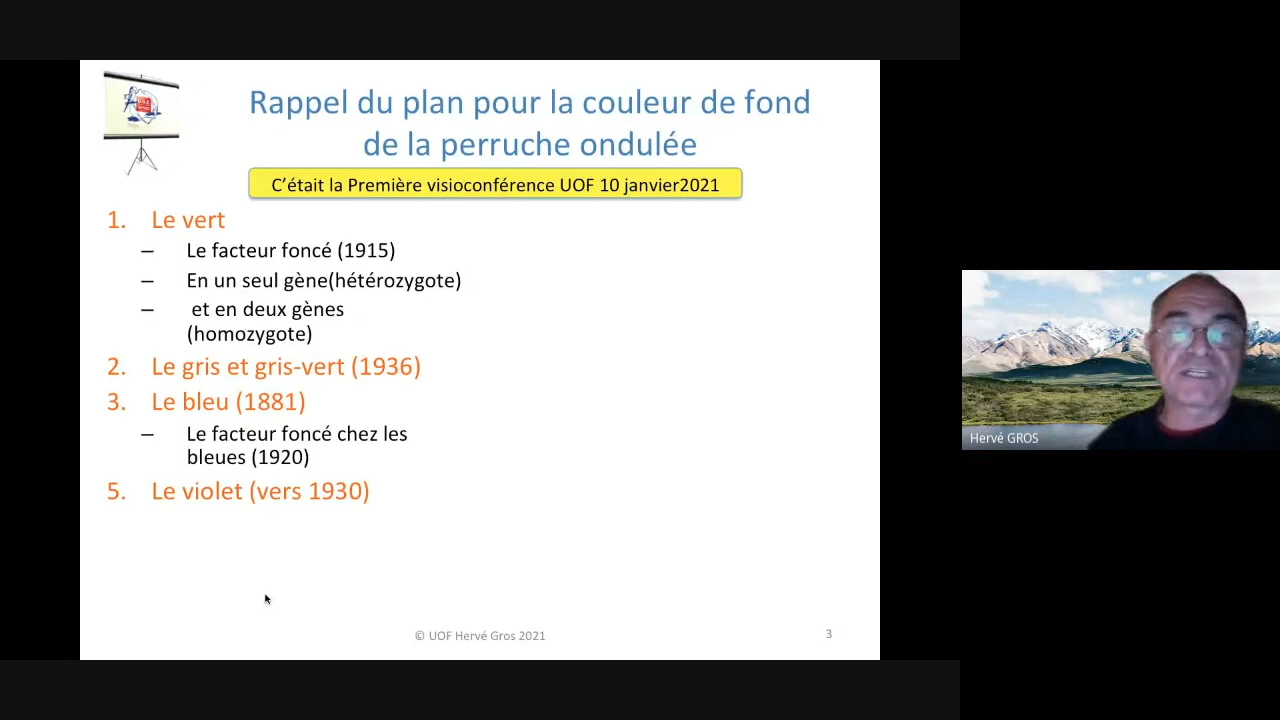 Rappel du plan pour la couleur de fond
de la perruche ondulée
C'était la Première visioconférence UOF 10 janvier2021
1. Le vert
– Le facteur foncé (1915)
– En un seul gène(hétérozygote)
– et en deux gènes
(homozygote)
2. Le gris et gris-vert (1936)
3. Le bleu (1881)
– Le facteur foncé chez les
bleues (1920)
5. Le violet (vers 1930)
© UOF Hervé Gros 2021
3
Hervé GROS